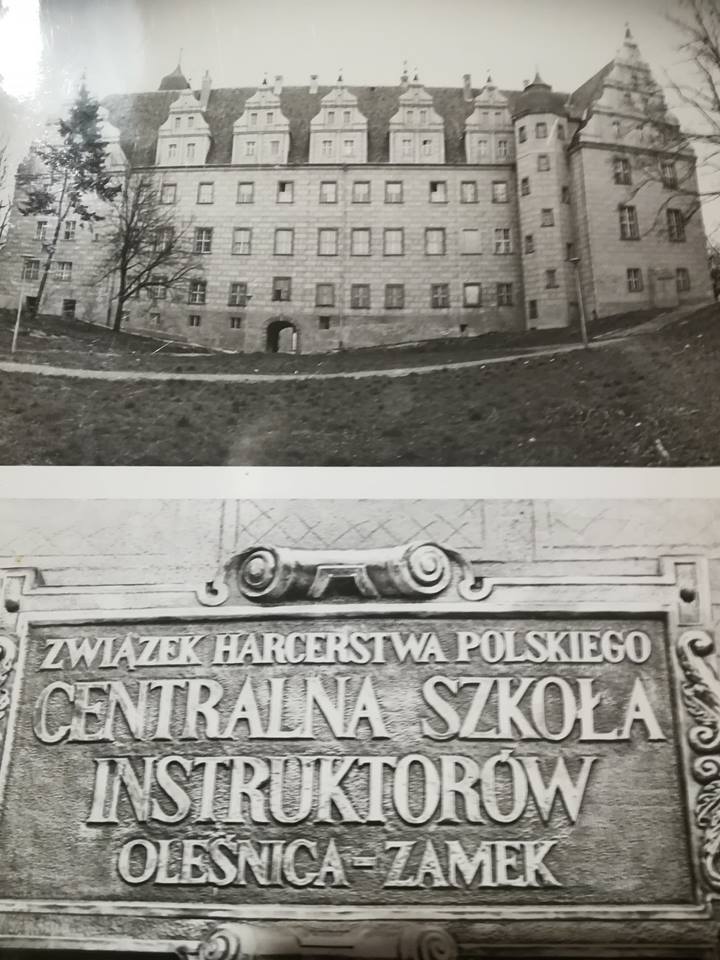 ZWIĄZEK HARCERSTWA POLSKIEGO
CENTRALNA SZKOŁA
INSTRUKTORÓW
OLEŚNICA-ZAMEK